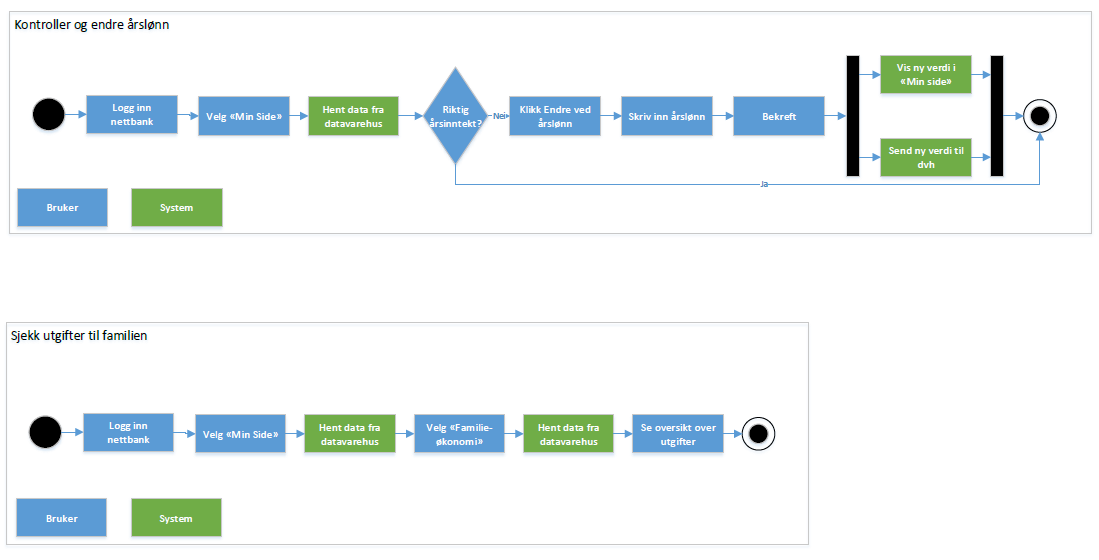 Kontroller og endre årslønn
Logg inn
nettbank
Velg «Min Side»
Hent data fra
datavarehus
Riktig
årsinntekt?
Nei
Klikk Endre ved
årslønn
Skriv inn årslønn
Bekreft
Vis ny verdi i
«Min side»
Send ny verdi til
dvh
Ja
Bruker
System
Sjekk utgifter til familien
Logg inn
nettbank
Velg «Min Side»
Hent data fra
datavarehus
Velg «Familie-
økonomi»
Hent data fra
datavarehus
Se oversikt over
utgifter
Bruker
System